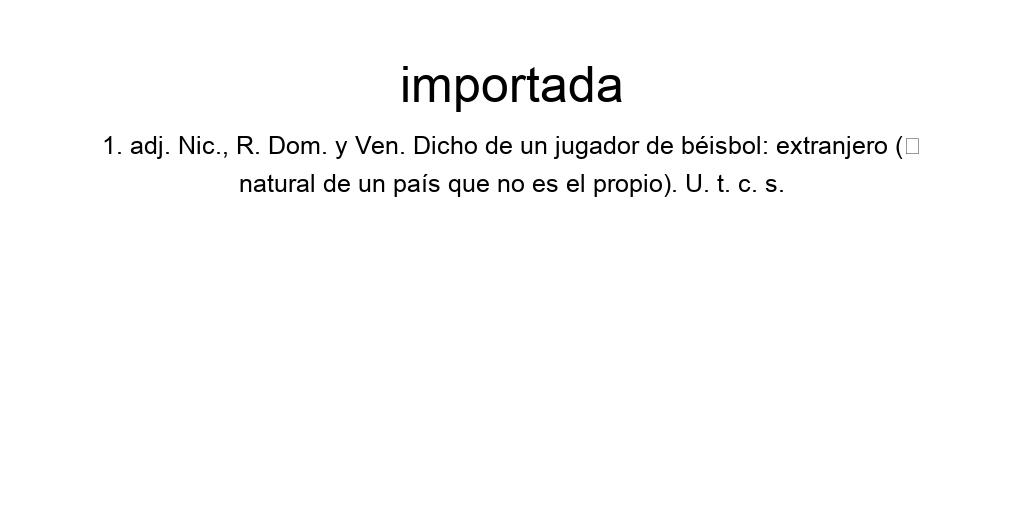 importada
1. adj. Nic., R. Dom. y Ven. Dicho de un jugador de béisbol: extranjero (□
natural de un país que no es el propio). U. t. c. s.